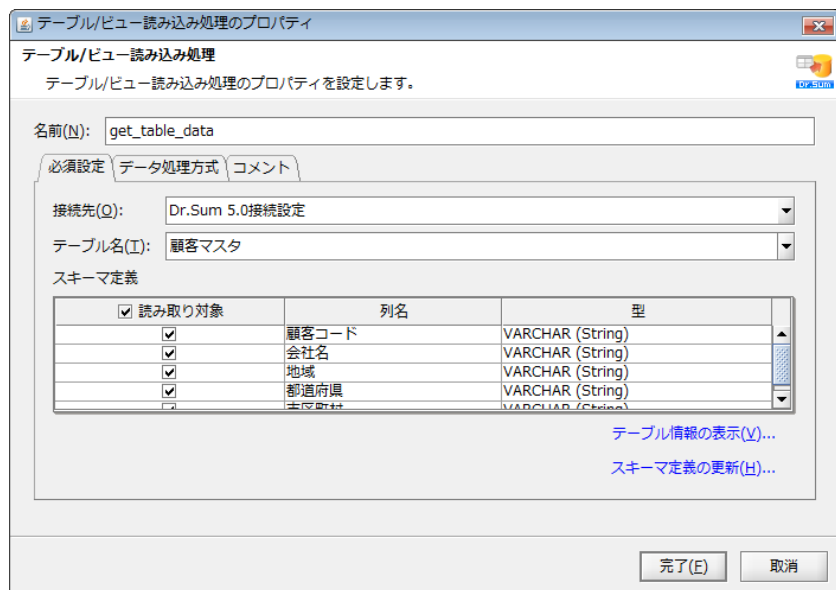 テーブル/ビュー読み込み処理のプロパティ
テーブル/ビュー読み込み処理
テーブル/ビュー読み込み処理のプロパティを設定します。
Dr.Sum
名前(N): get_table_data
必須設定 データ処理方式 コメント
接続先(O): Dr.Sum 5.0接続設定
テーブル名(T): 顧客マスタ
スキーマ定義
読み取り対象 列名 型
顧客コード VARCHAR (String)
会社名 VARCHAR (String)
地域 VARCHAR (String)
都道府県 VARCHAR (String)
市区町村 VARCHAR (String)
テーブル情報の表示(V)...
スキーマ定義の更新(H)...
完了(F) 取消